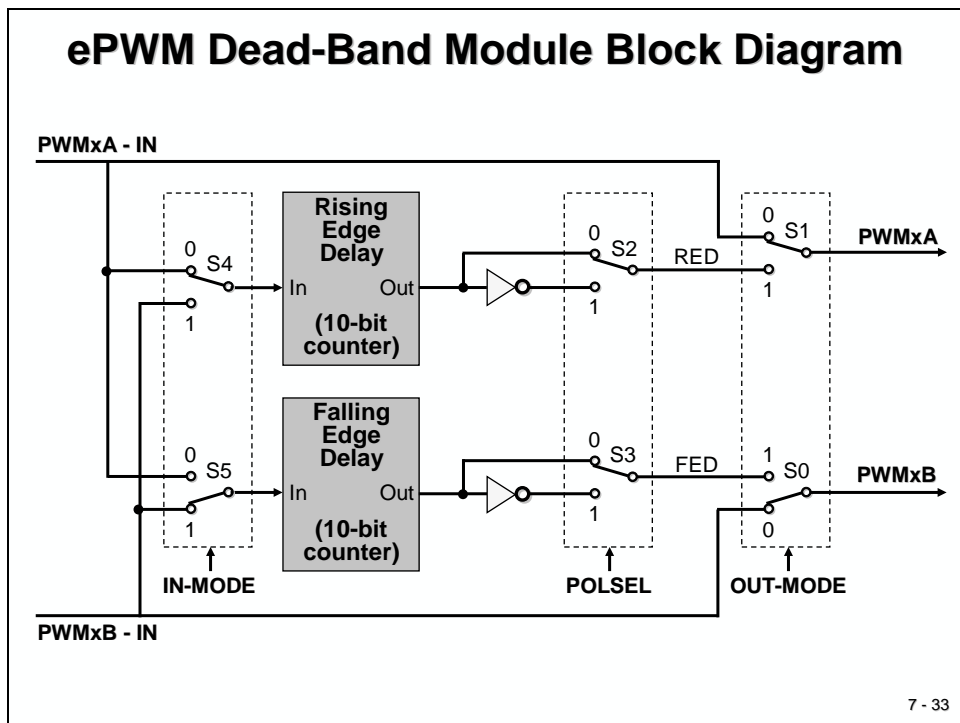 ePWM Dead-Band Module Block Diagram
PWMxA - IN
Rising
Edge
Delay
In
Out
(10-bit
counter)
0
S4
1
0
S2
1
RED
0
S1
1
PWMxA
Falling
Edge
Delay
In
Out
(10-bit
counter)
0
S5
1
0
S3
1
FED
1
S0
0
PWMxB
IN-MODE
POLSEL
OUT-MODE
PWMxB - IN
7 - 33